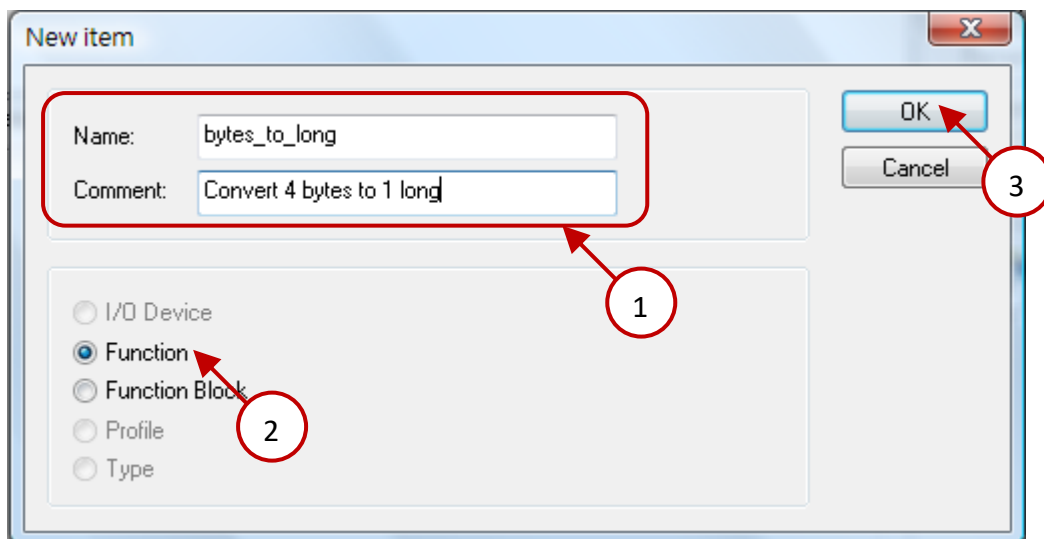 New item
Name: bytes_to_long
OK
Comment: Convert 4 bytes to 1 long
Cancel
3
1
I/O Device
Function
Function Block
2
Profile
Type